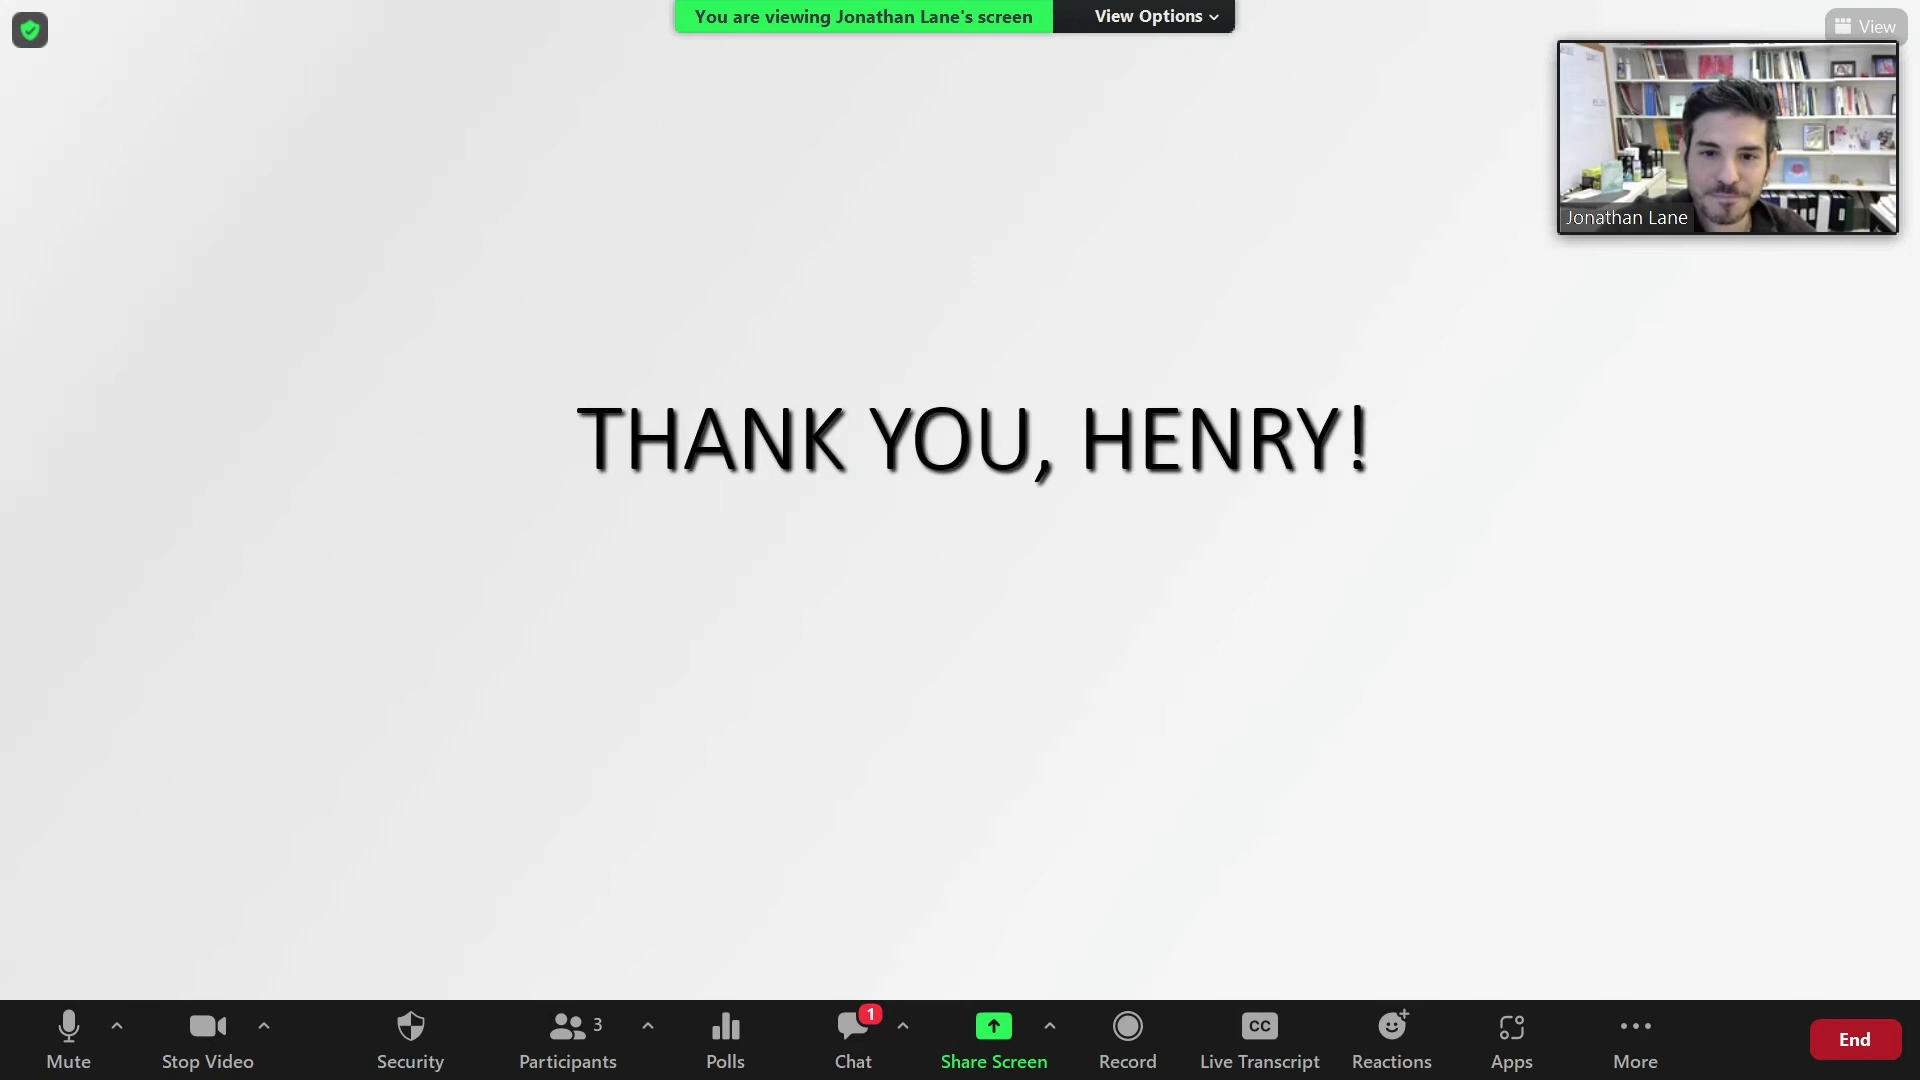 You are viewing Jonathan Lane's screen
View Options
View
Jonathan Lane
THANK YOU, HENRY!
1
3
CC
Mute
Stop Video
Security
Participants
Polls
Chat
Share Screen
Record
Live Transcript
Reactions
Apps
More
End